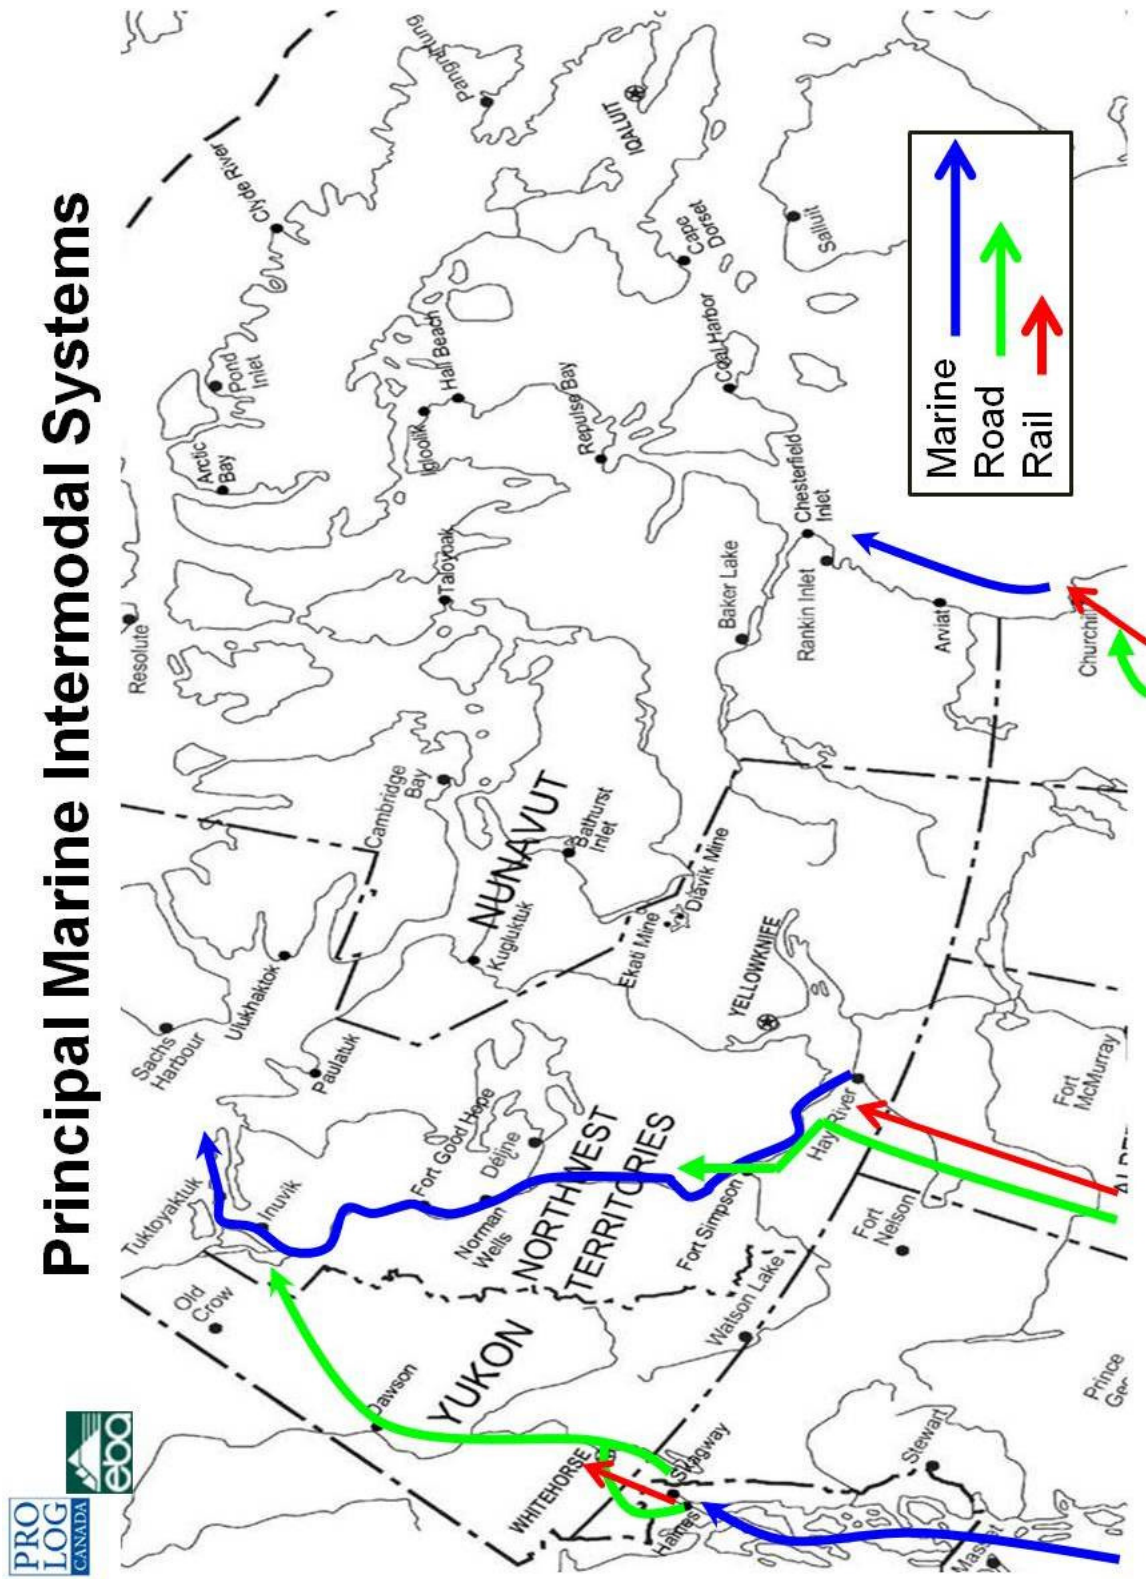 Principal Marine Intermodal Systems
PRO
LOG
CANADA
eba
Resolute
Arctic
Bay
Pond
Inlet
Clyde River
Pangnirtung
Sachs
Harbour
Ulukhaktok
Paulatuk
Cambridge
Bay
Taloyoak
Igloolik
Hall Beach
IQALUIT
Tuktoyaktuk
Inuvik
Old
Crow
Fort Good Hope
Déline
Norman
Wells
Kugluktuk
NUNAVUT
Bathurst
Inlet
Repulse Bay
Cape
Dorset
Coal Harbor
Salluit
Dawson
YUKON
NORTHWEST
TERRITORIES
Ekati Mine
Diavik Mine
YELLOWKNIFE
Baker Lake
Rankin Inlet
Chesterfield
Inlet
Arviat
Churchill
WHITEHORSE
Skagway
Haines
Watson Lake
Fort Simpson
Hay River
Fort
Nelson
Fort
McMurray
Stewart
Masset
Prince
Geo
Marine
Road
Rail